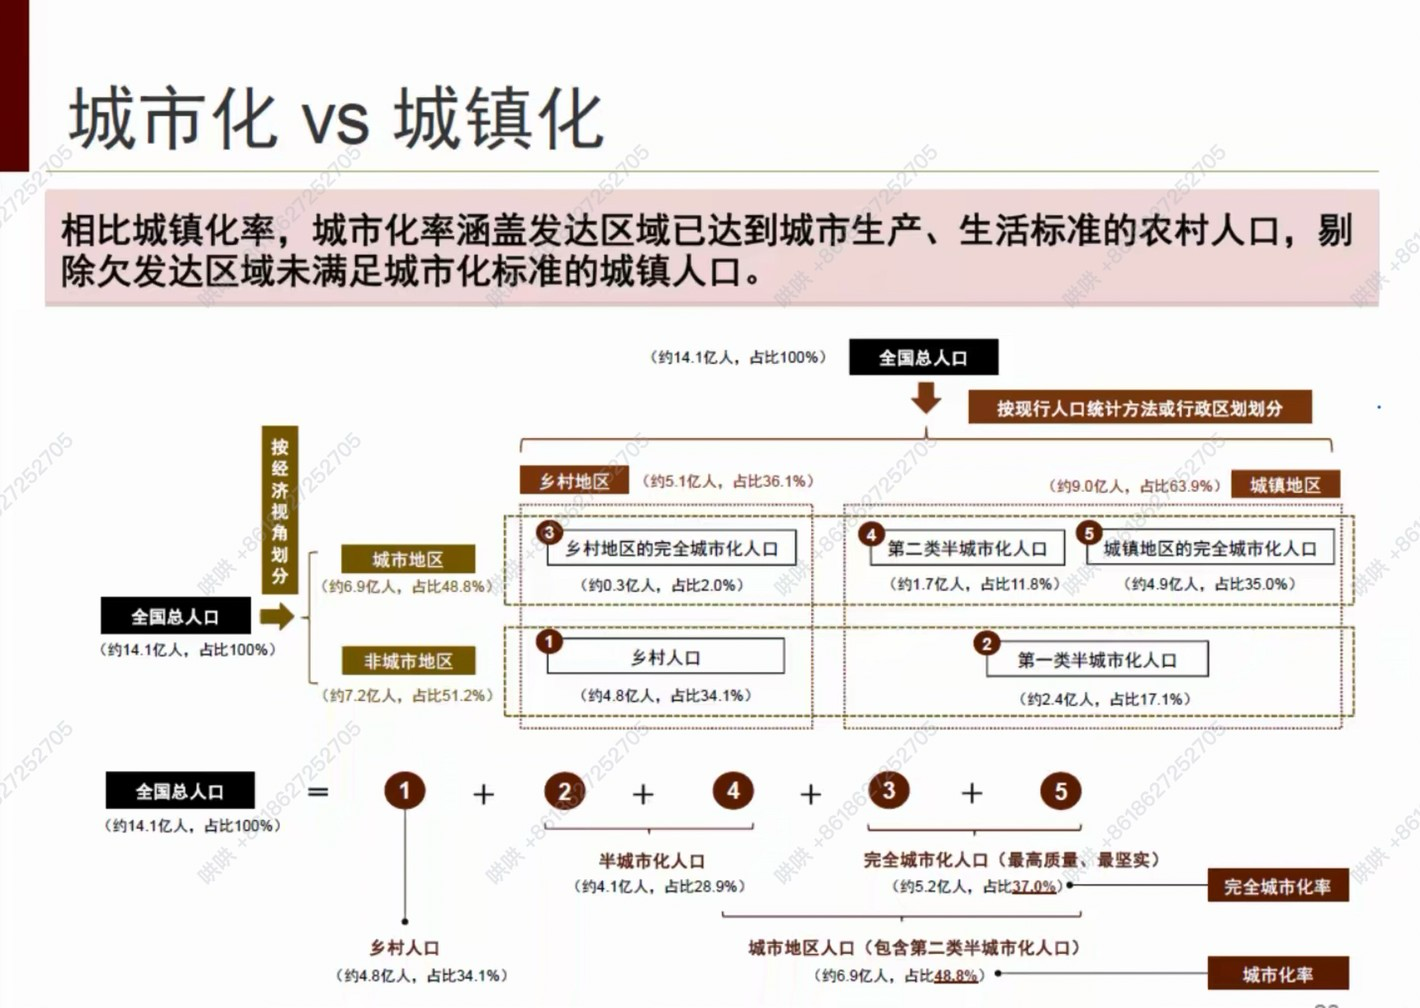 城市化 vs 城镇化
相比城镇化率，城市化率涵盖发达区域已达到城市生产、生活标准的农村人口，剔
除欠发达区域未满足城市化标准的城镇人口。
（约14.1亿人，占比100%）
全国总人口
按现行人口统计方法或行政区划划分
按经济视角划分
乡村地区
（约5.1亿人，占比36.1%）
（约9.0亿人，占比63.9%）
城镇地区
城市地区
（约6.9亿人，占比48.8%）
3
乡村地区的完全城市化人口
（约0.3亿人，占比2.0%）
4
第二类半城市化人口
（约1.7亿人，占比11.8%）
5
城镇地区的完全城市化人口
（约4.9亿人，占比35.0%）
全国总人口
（约14.1亿人，占比100%）
非城市地区
（约7.2亿人，占比51.2%）
1
乡村人口
（约4.8亿人，占比34.1%）
2
第一类半城市化人口
（约2.4亿人，占比17.1%）
全国总人口 = 1 + 2 + 4 + 3 + 5
（约14.1亿人，占比100%）
半城市化人口
（约4.1亿人，占比28.9%）
完全城市化人口（最高质量、最坚实）
（约5.2亿人，占比37.0%）
完全城市化率
乡村人口
（约4.8亿人，占比34.1%）
城市地区人口（包含第二类半城市化人口）
（约6.9亿人，占比48.8%）
城市化率
哄哄 +8618627252705